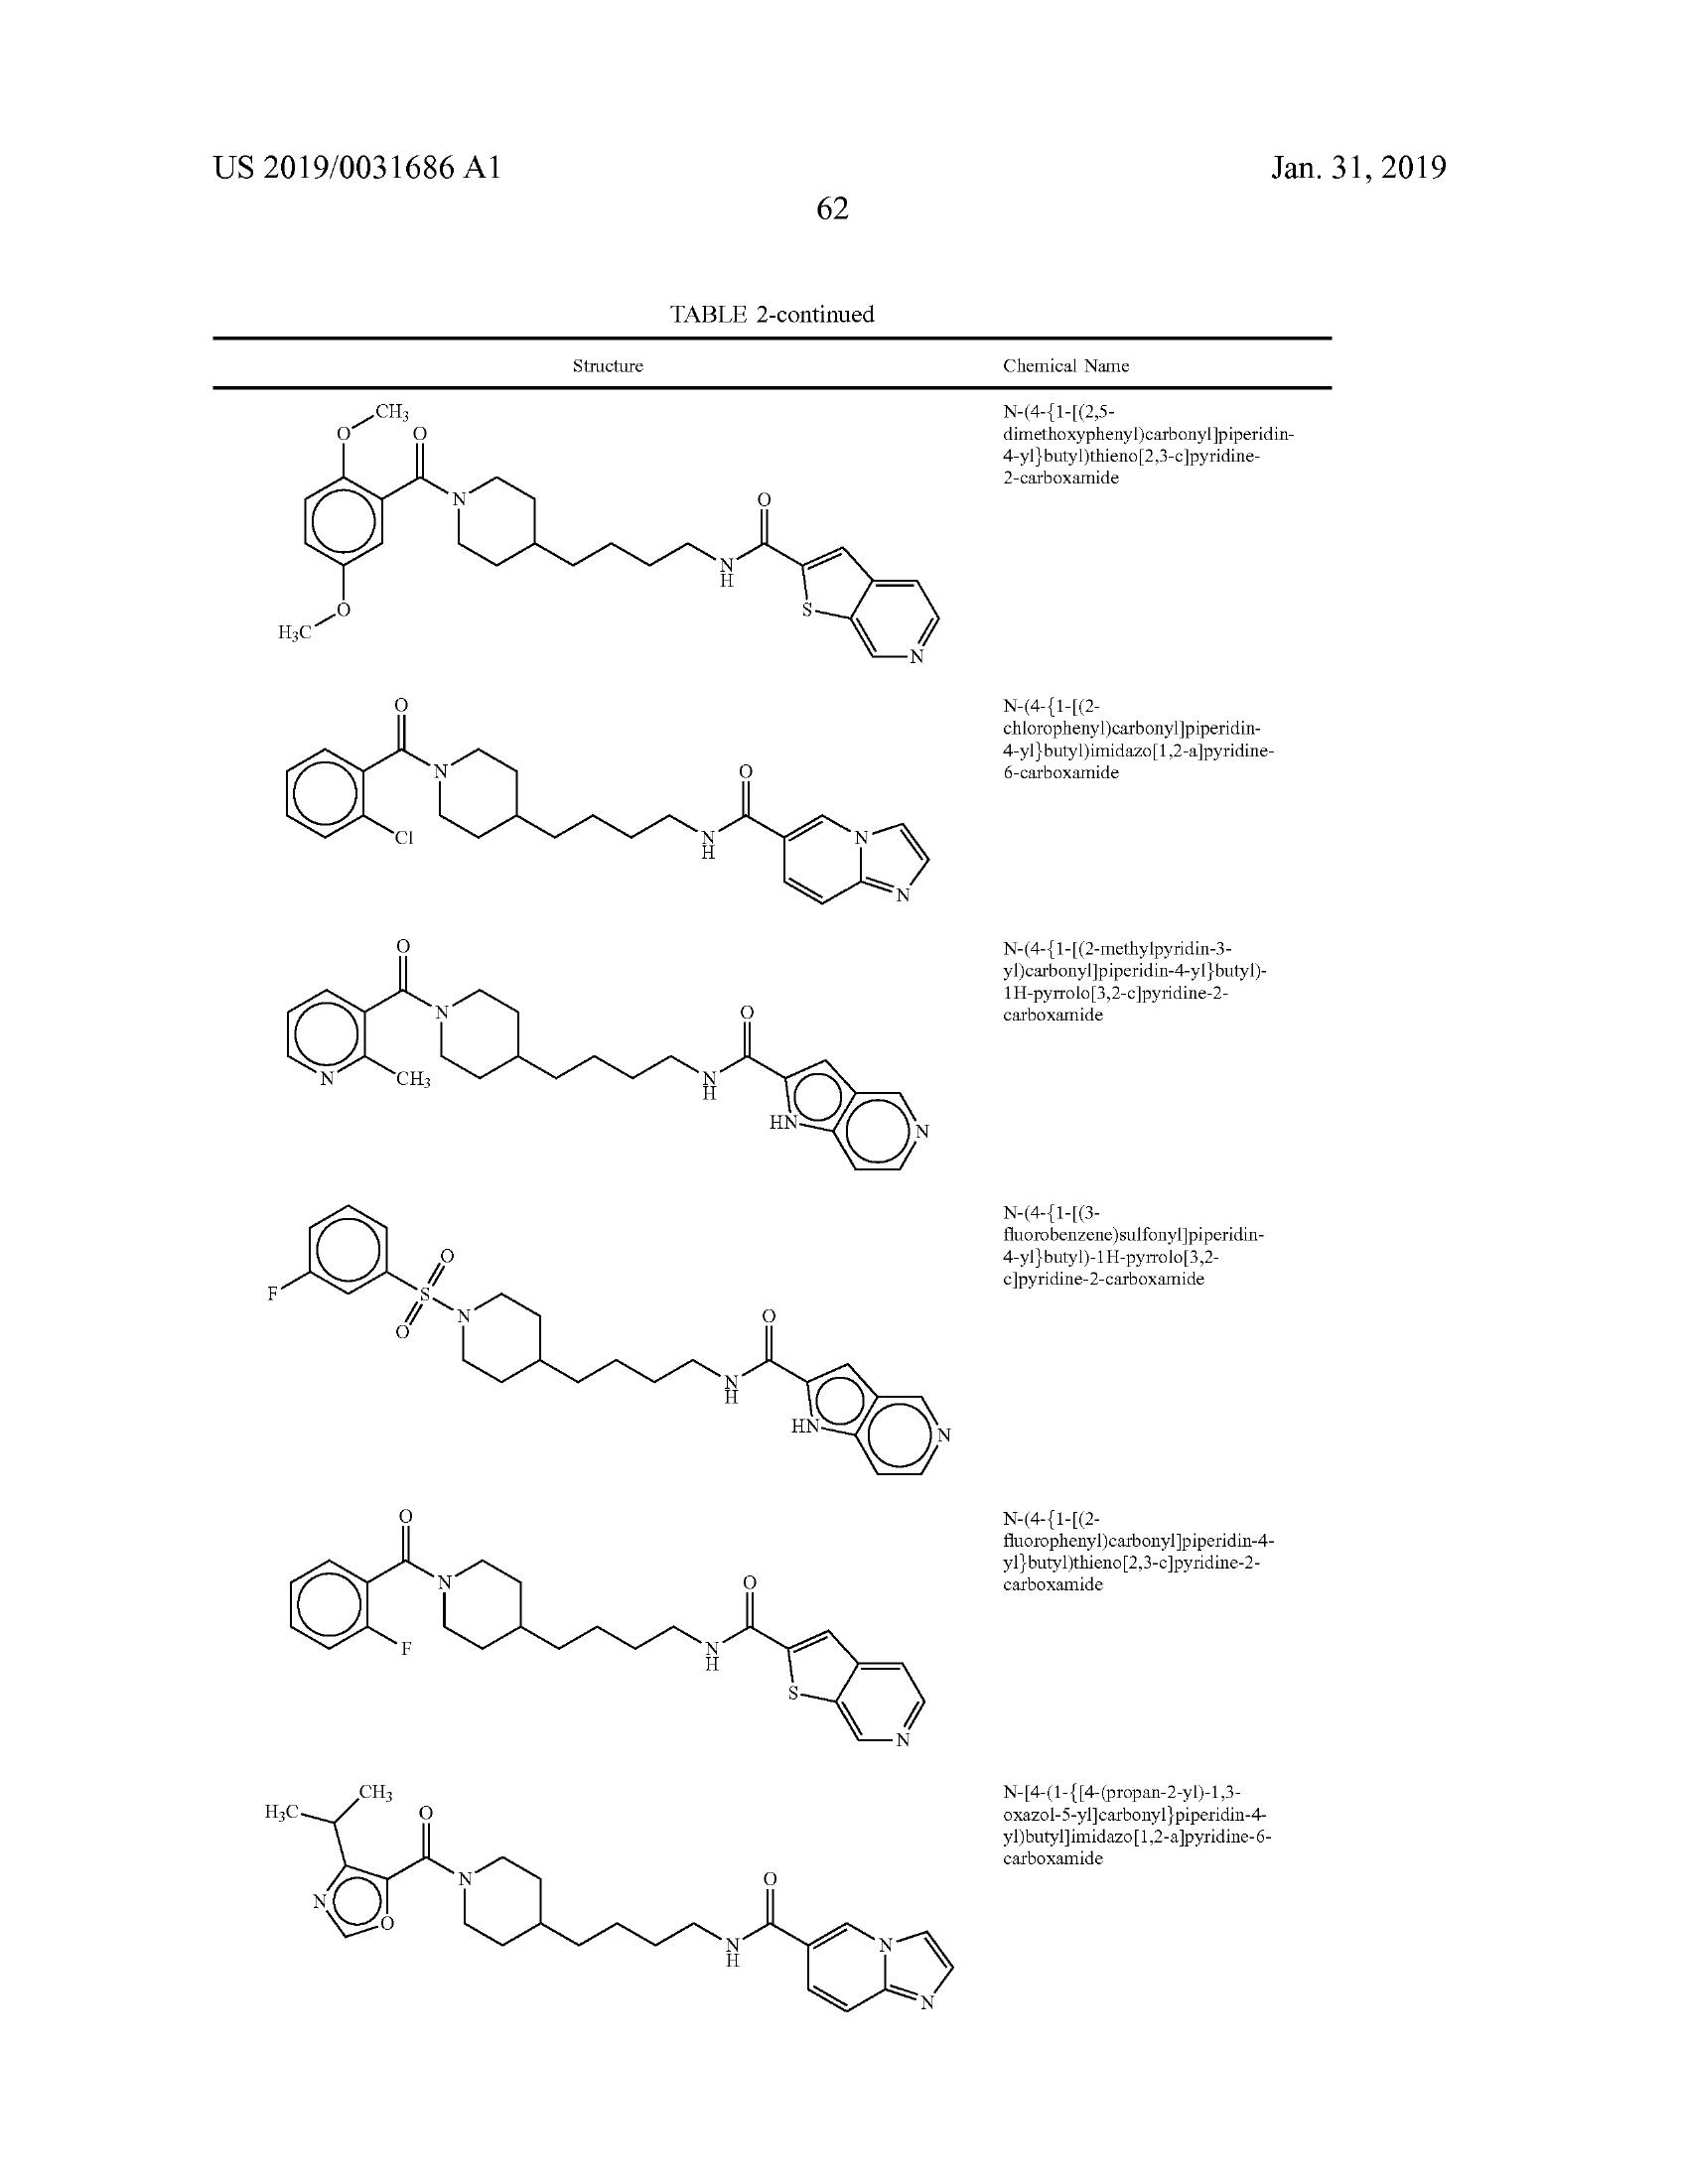 US 2019/0031686 A1
Jan. 31, 2019
62
TABLE 2-continued
Structure
Chemical Name
CH3
O
O
N
O
N
H
S
N
O
H3C
N-(4-{1-[(2,5-
dimethoxyphenyl)carbonyl]piperidin-
4-yl}butyl)thieno[2,3-c]pyridine-
2-carboxamide
O
N
O
Cl
N
H
N
N
N-(4-{1-[(2-
chlorophenyl)carbonyl]piperidin-
4-yl}butyl)imidazo[1,2-a]pyridine-
6-carboxamide
O
N
O
N
CH3
N
H
HN
N
N-(4-{1-[(2-methylpyridin-3-
yl)carbonyl]piperidin-4-yl}butyl)-
1H-pyrrolo[3,2-c]pyridine-2-
carboxamide
O
F
S
O
N
O
N
H
HN
N
N-(4-{1-[(3-
fluorobenzene)sulfonyl]piperidin-
4-yl}butyl)-1H-pyrrolo[3,2-
c]pyridine-2-carboxamide
O
N
O
F
N
H
S
N
N-(4-{1-[(2-
fluorophenyl)carbonyl]piperidin-4-
yl}butyl)thieno[2,3-c]pyridine-2-
carboxamide
CH3
H3C
O
N
N
O
O
N
H
N
N
N-[4-(1-{[4-(propan-2-yl)-1,3-
oxazol-5-yl]carbonyl}piperidin-4-
yl)butyl]imidazo[1,2-a]pyridine-6-
carboxamide